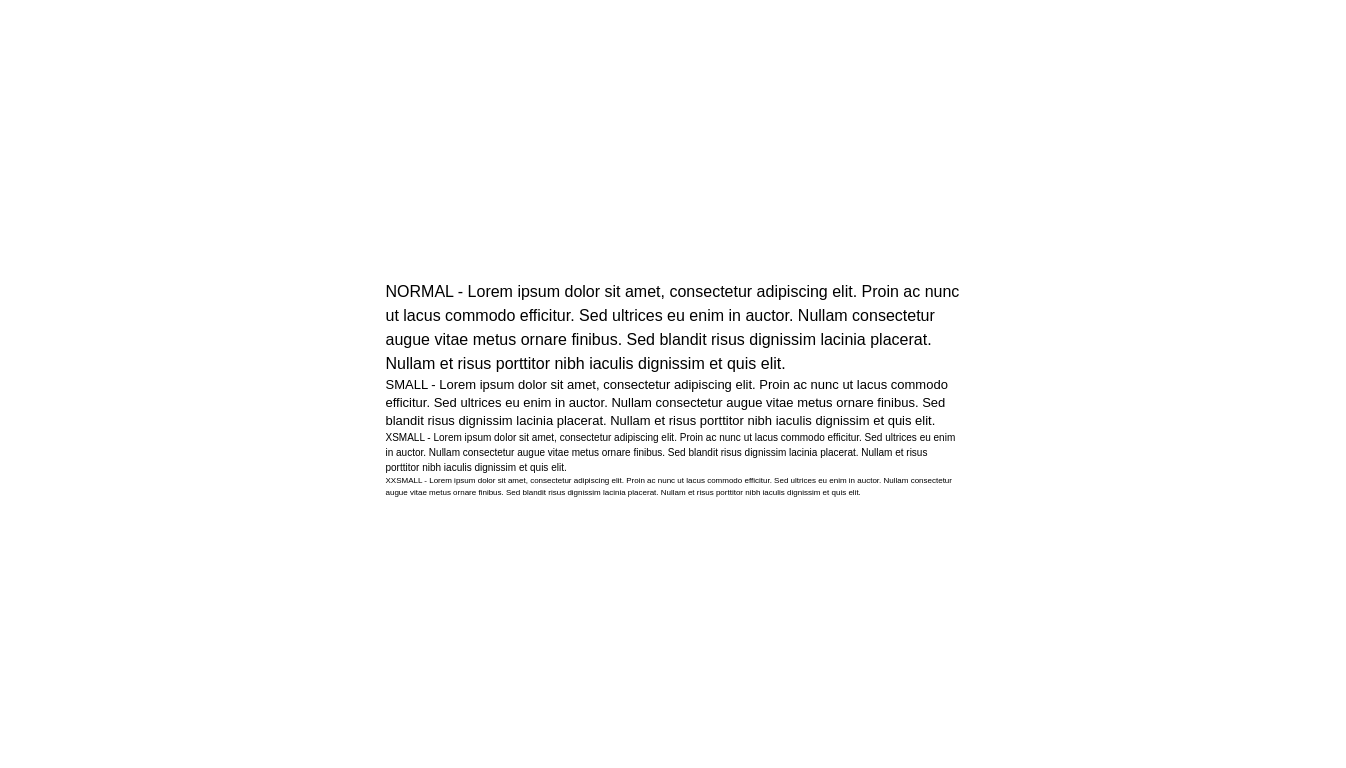 NORMAL - Lorem ipsum dolor sit amet, consectetur adipiscing elit. Proin ac nunc
ut lacus commodo efficitur. Sed ultrices eu enim in auctor. Nullam consectetur
augue vitae metus ornare finibus. Sed blandit risus dignissim lacinia placerat.
Nullam et risus porttitor nibh iaculis dignissim et quis elit.
SMALL - Lorem ipsum dolor sit amet, consectetur adipiscing elit. Proin ac nunc ut lacus commodo
efficitur. Sed ultrices eu enim in auctor. Nullam consectetur augue vitae metus ornare finibus. Sed
blandit risus dignissim lacinia placerat. Nullam et risus porttitor nibh iaculis dignissim et quis elit.
XSMALL - Lorem ipsum dolor sit amet, consectetur adipiscing elit. Proin ac nunc ut lacus commodo efficitur. Sed ultrices eu enim
in auctor. Nullam consectetur augue vitae metus ornare finibus. Sed blandit risus dignissim lacinia placerat. Nullam et risus
porttitor nibh iaculis dignissim et quis elit.
XXSMALL - Lorem ipsum dolor sit amet, consectetur adipiscing elit. Proin ac nunc ut lacus commodo efficitur. Sed ultrices eu enim in auctor. Nullam consectetur
augue vitae metus ornare finibus. Sed blandit risus dignissim lacinia placerat. Nullam et risus porttitor nibh iaculis dignissim et quis elit.